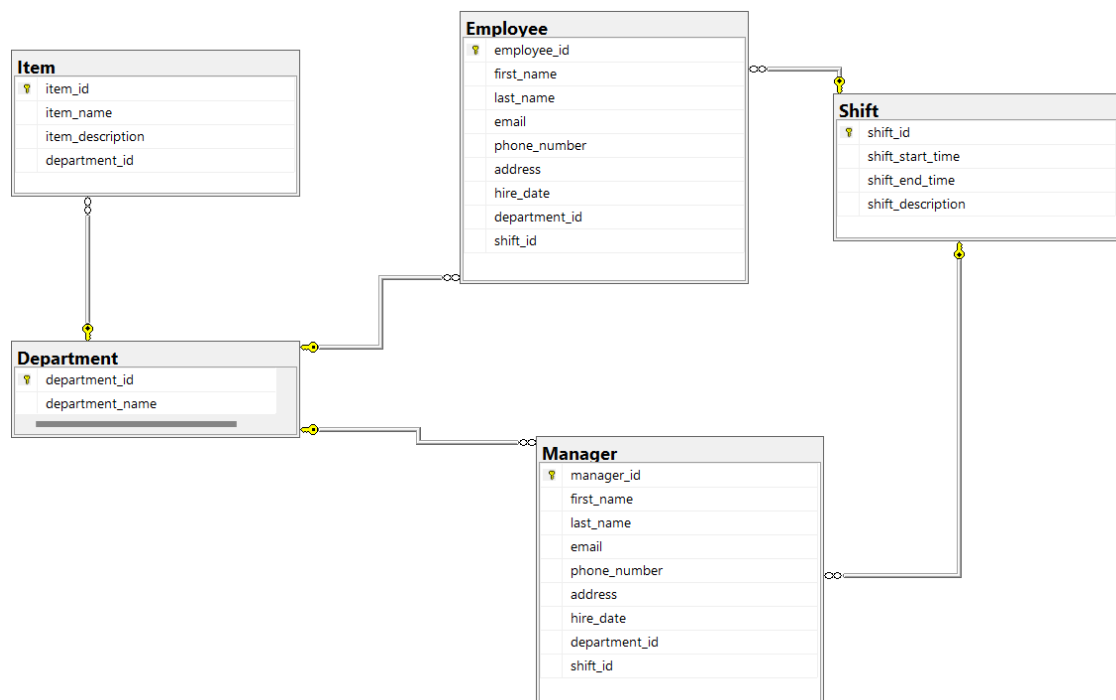 Item
item_id
item_name
item_description
department_id
Employee
employee_id
first_name
last_name
email
phone_number
address
hire_date
department_id
shift_id
Shift
shift_id
shift_start_time
shift_end_time
shift_description
Department
department_id
department_name
Manager
manager_id
first_name
last_name
email
phone_number
address
hire_date
department_id
shift_id